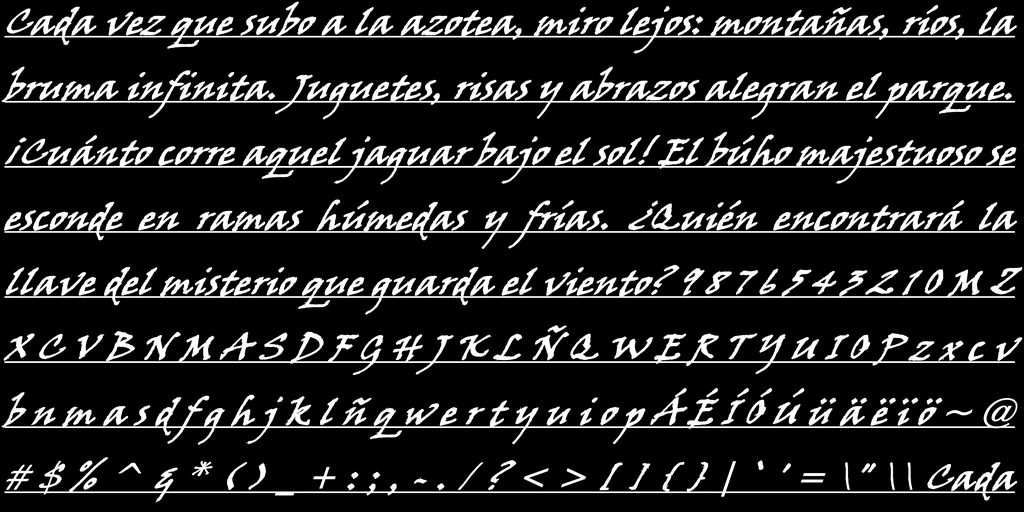 Cada vez que subo a la azotea, miro lejos: montañas, ríos, la
bruma infinita. Juguetes, risas y abrazos alegran el parque.
¡Cuánto corre aquel jaguar bajo el sol! El búho majestuoso se
esconde en ramas húmedas y frías. ¿Quién encontrará la
llave del misterio que guarda el viento? 9 8 7 6 5 4 3 2 1 0 M Z
X C V B N M A S D F G H J K L Ñ Q W E R T Y U I O P z x c v
b n m a s d f g h j k l ñ q w e r t y u i o p Á É Í Ó Ú ü ä ë ï ö ~ @
# $ % ^ & * ( ) _ + : ; , - . / ? < > [ ] { } | ` ' = \ " \ \ Cada